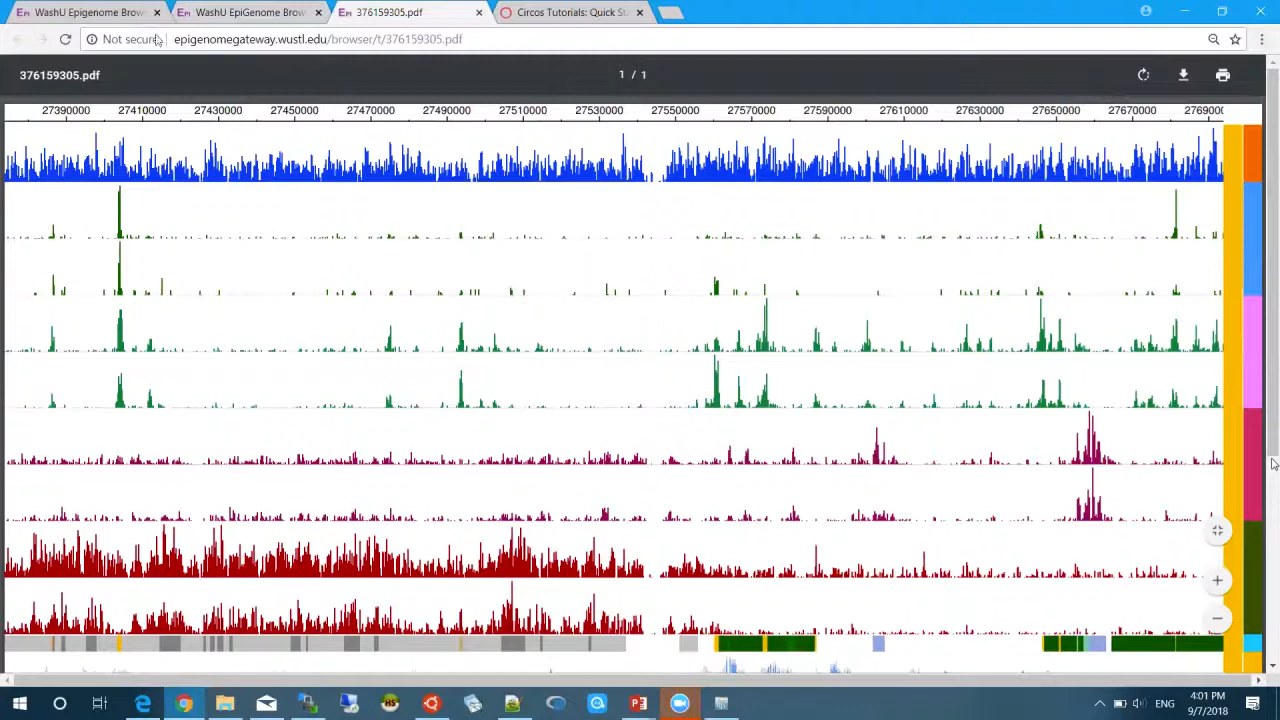 WashU Epigenome Brow
WashU EpiGenome Brow
376159305.pdf
Circos Tutorials: Quick St
Not secure
epigenomegateway.wustl.edu/browser/t/376159305.pdf
376159305.pdf
1 / 1
27390000 27410000 27430000 27450000 27470000 27490000 27510000 27530000 27550000 27570000 27590000 27610000 27630000 27650000 27670000 2769000
ENG
4:01 PM
9/7/2018